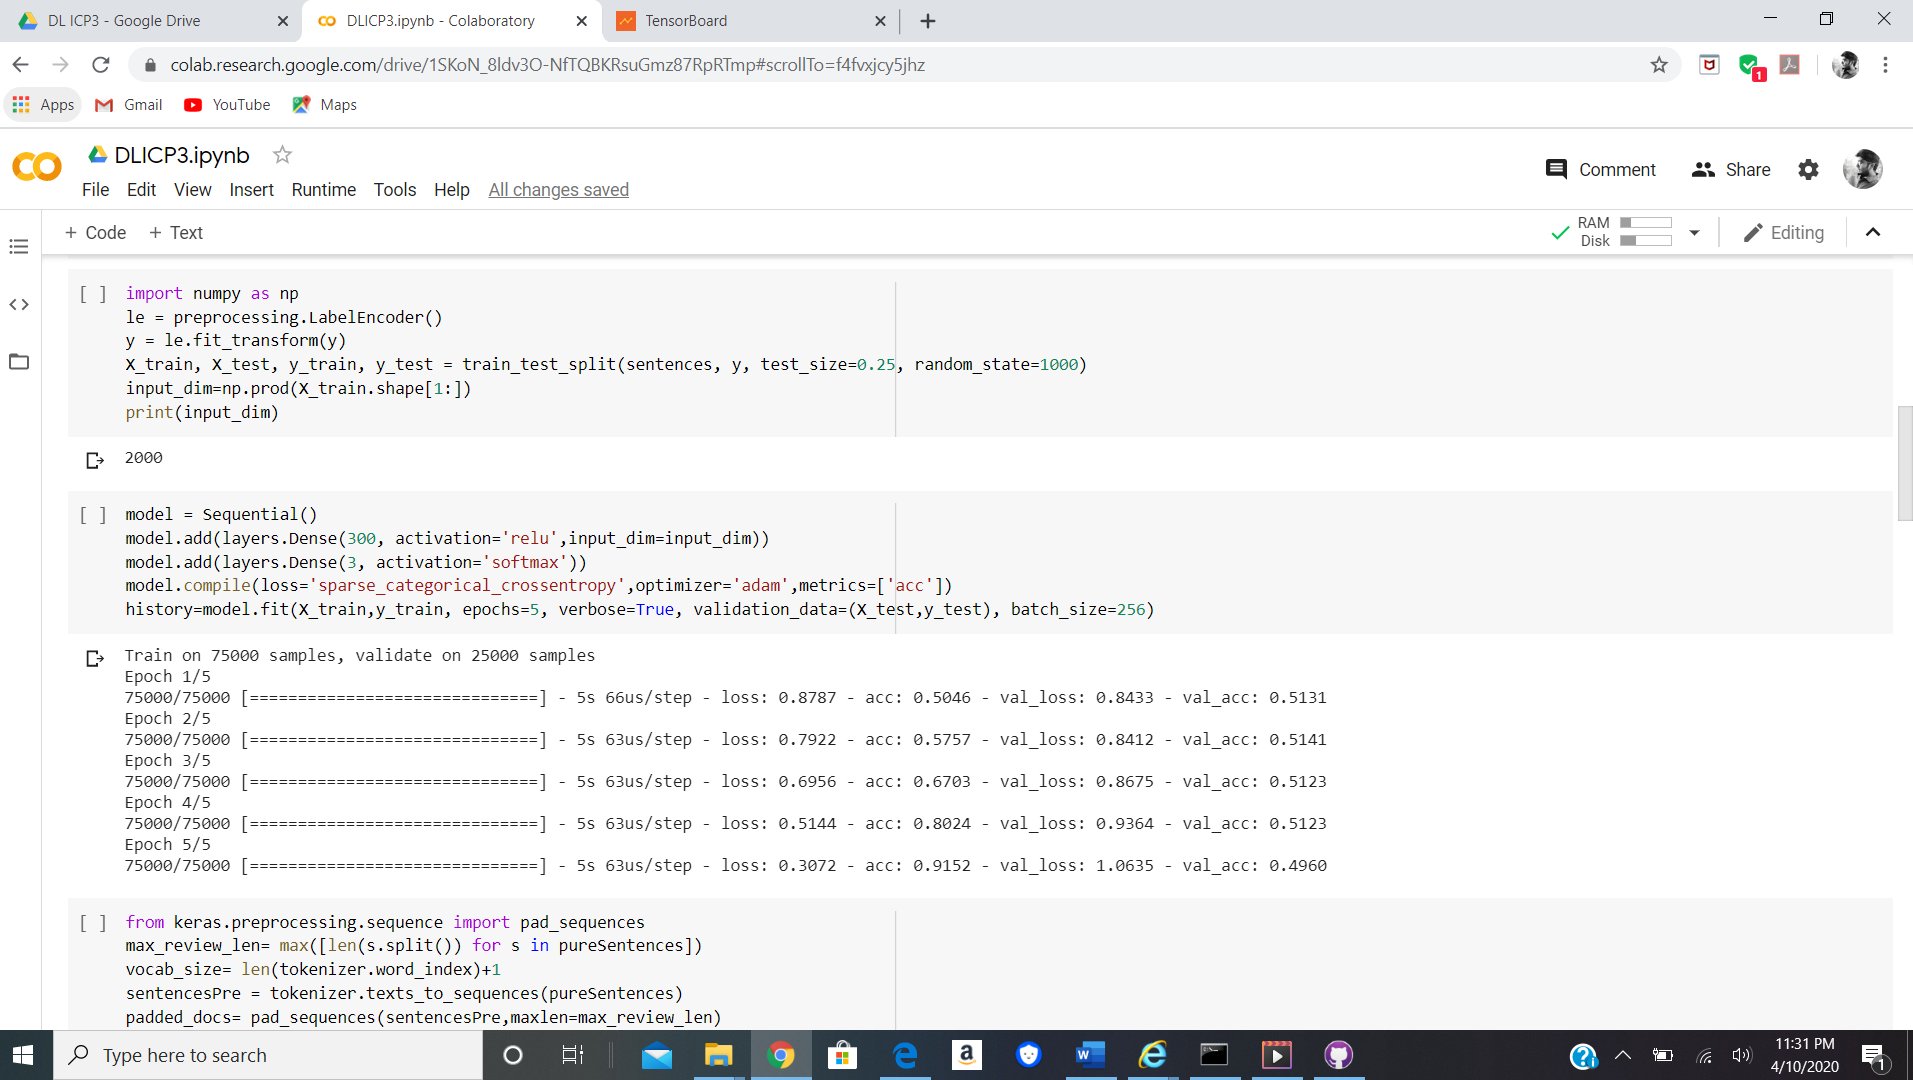 DL ICP3 - Google Drive
DLICP3.ipynb - Colaboratory
TensorBoard
colab.research.google.com/drive/1SKoN_8ldv3O-NfTQBKRsuGmz87RpRTmp#scrollTo=f4fvxjcy5jhz
1
Apps Gmail YouTube Maps
DLICP3.ipynb
Comment Share
File Edit View Insert Runtime Tools Help All changes saved
+ Code + Text
RAM
Disk
Editing
[ ] import numpy as np
le = preprocessing.LabelEncoder()
y = le.fit_transform(y)
X_train, X_test, y_train, y_test = train_test_split(sentences, y, test_size=0.25, random_state=1000)
input_dim=np.prod(X_train.shape[1:])
print(input_dim)
2000
[ ] model = Sequential()
model.add(layers.Dense(300, activation='relu',input_dim=input_dim))
model.add(layers.Dense(3, activation='softmax'))
model.compile(loss='sparse_categorical_crossentropy',optimizer='adam',metrics=['acc'])
history=model.fit(X_train,y_train, epochs=5, verbose=True, validation_data=(X_test,y_test), batch_size=256)
Train on 75000 samples, validate on 25000 samples
Epoch 1/5
75000/75000 [==============================] - 5s 66us/step - loss: 0.8787 - acc: 0.5046 - val_loss: 0.8433 - val_acc: 0.5131
Epoch 2/5
75000/75000 [==============================] - 5s 63us/step - loss: 0.7922 - acc: 0.5757 - val_loss: 0.8412 - val_acc: 0.5141
Epoch 3/5
75000/75000 [==============================] - 5s 63us/step - loss: 0.6956 - acc: 0.6703 - val_loss: 0.8675 - val_acc: 0.5123
Epoch 4/5
75000/75000 [==============================] - 5s 63us/step - loss: 0.5144 - acc: 0.8024 - val_loss: 0.9364 - val_acc: 0.5123
Epoch 5/5
75000/75000 [==============================] - 5s 63us/step - loss: 0.3072 - acc: 0.9152 - val_loss: 1.0635 - val_acc: 0.4960
[ ] from keras.preprocessing.sequence import pad_sequences
max_review_len= max([len(s.split()) for s in pureSentences])
vocab_size= len(tokenizer.word_index)+1
sentencesPre = tokenizer.texts_to_sequences(pureSentences)
padded_docs= pad_sequences(sentencesPre,maxlen=max_review_len)
Type here to search
11:31 PM
4/10/2020
1